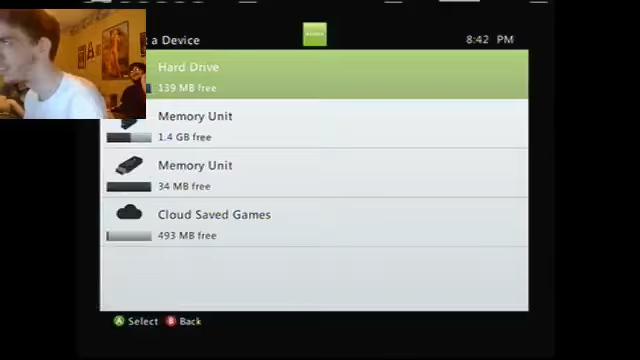 t a Device
8:42 PM
Hard Drive
139 MB free
Memory Unit
1.4 GB free
Memory Unit
34 MB free
Cloud Saved Games
493 MB free
A Select B Back